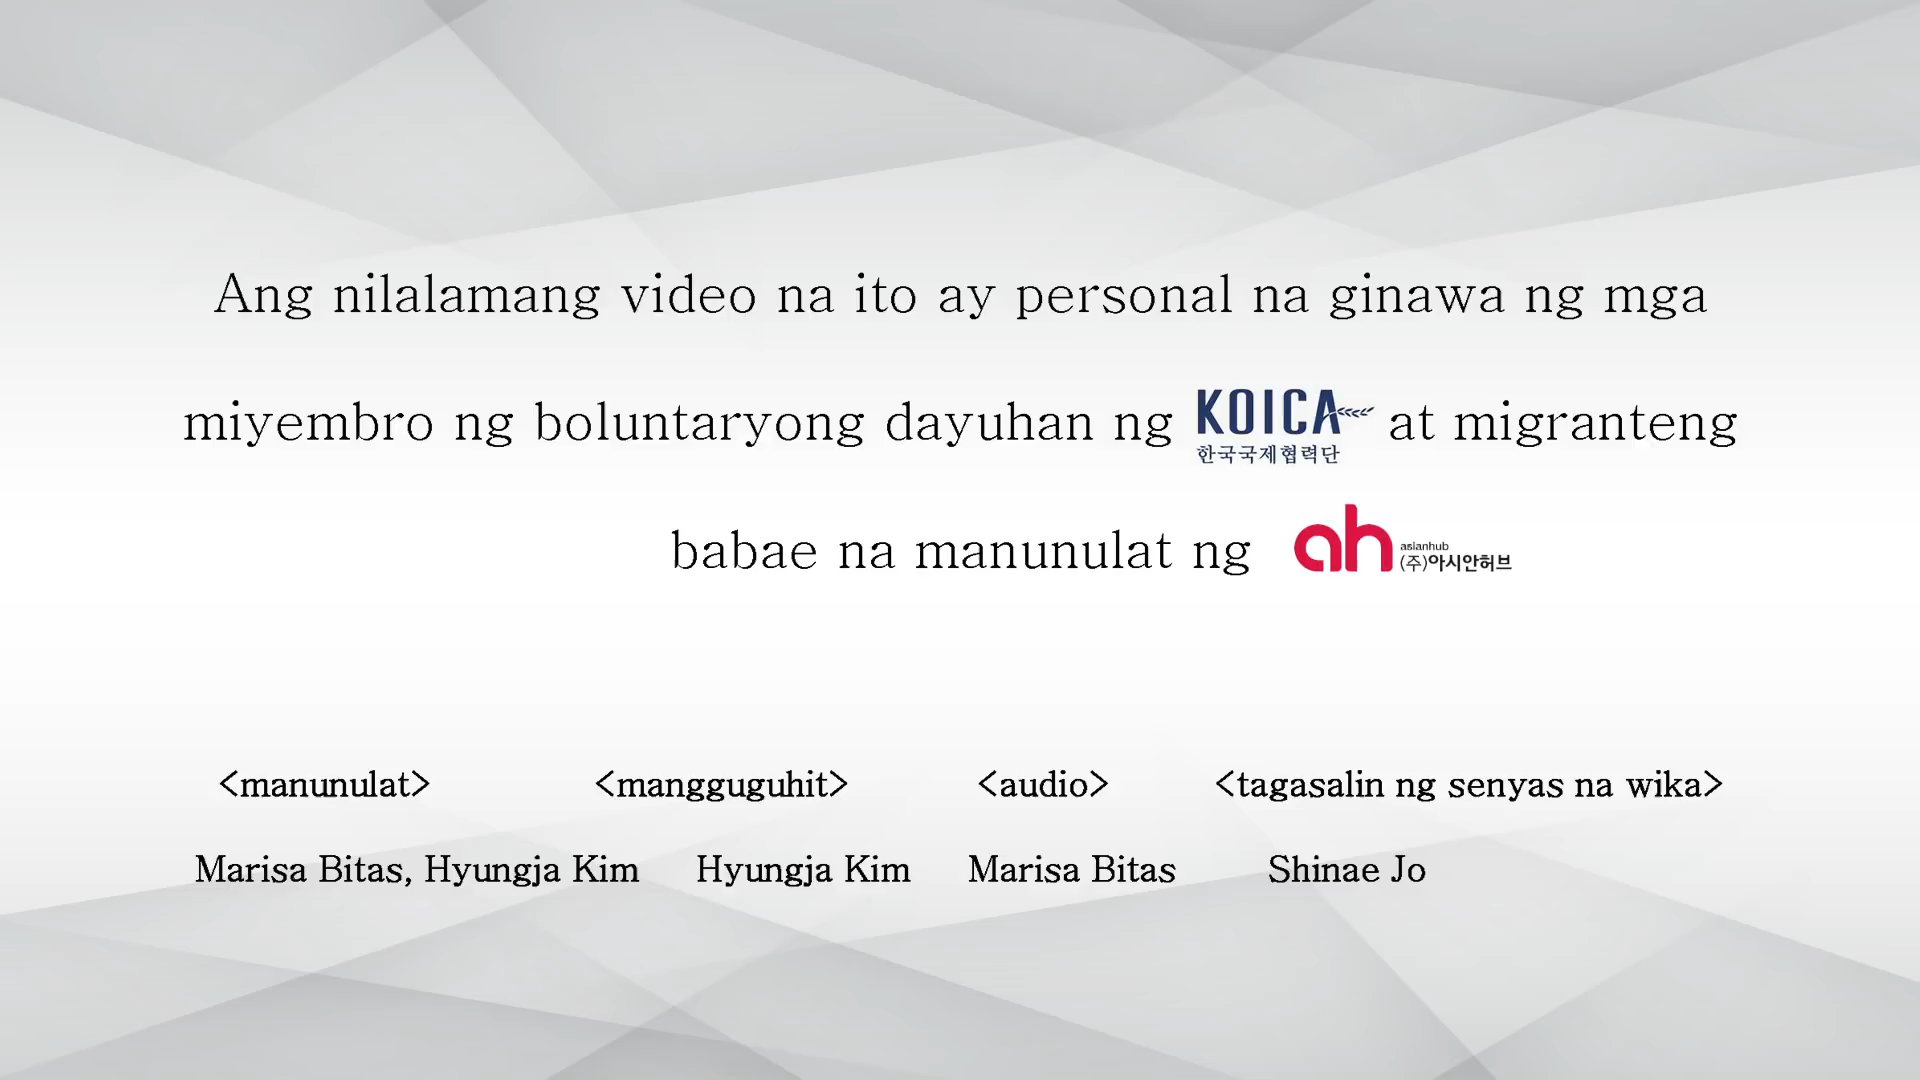 Ang nilalamang video na ito ay personal na ginawa ng mga
miyembro ng boluntaryong dayuhan ng KOICA at migranteng
한국국제협력단
babae na manunulat ng ah asianhub
(주)아시안허브
<manunulat> <mangguguhit> <audio> <tagasalin ng senyas na wika>
Marisa Bitas, Hyungja Kim Hyungja Kim Marisa Bitas Shinae Jo